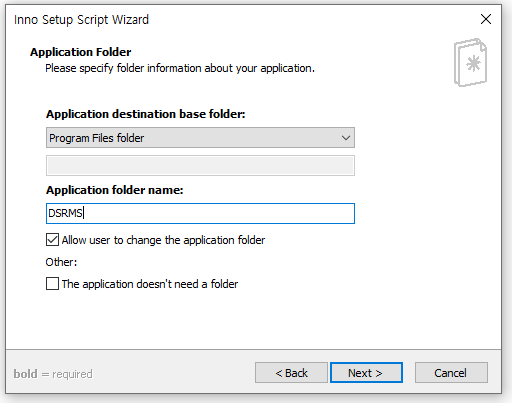 Inno Setup Script Wizard
Application Folder
Please specify folder information about your application.
Application destination base folder:
Program Files folder
Application folder name:
DSRMS
Allow user to change the application folder
Other:
The application doesn't need a folder
bold = required
< Back
Next >
Cancel